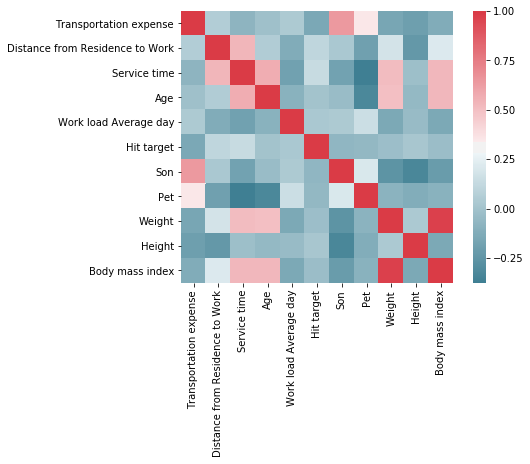 Transportation expense
Distance from Residence to Work
Service time
Age
Work load Average day
Hit target
Son
Pet
Weight
Height
Body mass index
Transportation expense
Distance from Residence to Work
Service time
Age
Work load Average day
Hit target
Son
Pet
Weight
Height
Body mass index
1.00
0.75
0.50
0.25
0.00
−0.25